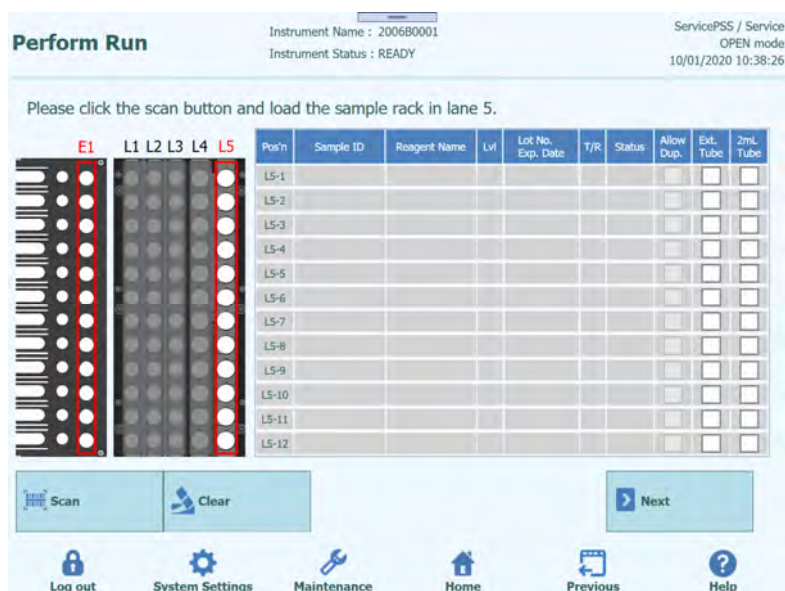 Perform Run
Instrument Name : 2006B0001
Instrument Status : READY
ServicePSS / Service
OPEN mode
10/01/2020 10:38:26
Please click the scan button and load the sample rack in lane 5.
E1 L1 L2 L3 L4 L5
Pos'n Sample ID Reagent Name Lvl Lot No. Exp. Date T/R Status Allow Dup. Ext. Tube 2mL Tube
L5-1
L5-2
L5-3
L5-4
L5-5
L5-6
L5-7
L5-8
L5-9
L5-10
L5-11
L5-12
Scan Clear Next
Log out System Settings Maintenance Home Previous Help